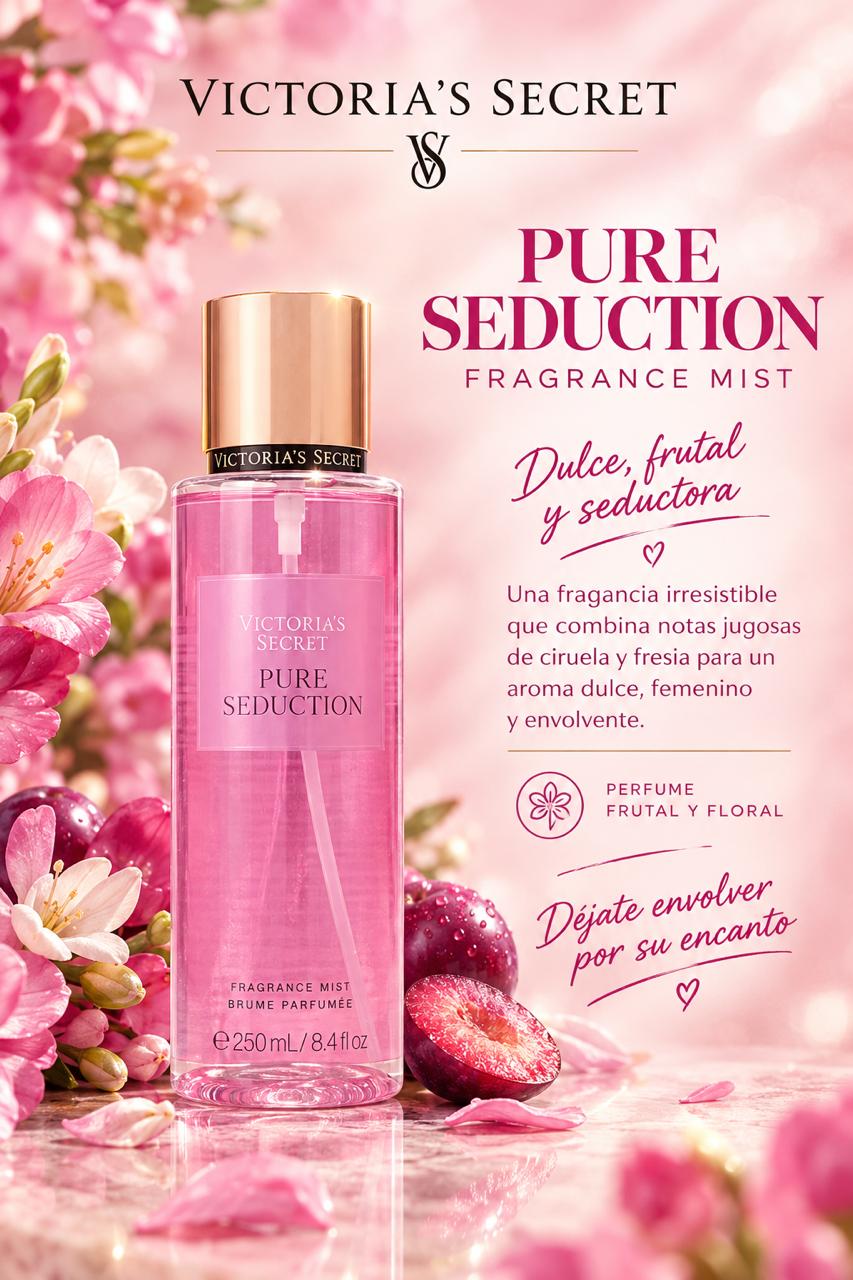 VICTORIA'S SECRET
VS
PURE
SEDUCTION
FRAGRANCE MIST
Dulce, frutal
y seductora
Una fragancia irresistible
que combina notas jugosas
de ciruela y fresia para un
aroma dulce, femenino
y envolvente.
PERFUME
FRUTAL Y FLORAL
Déjate envolver
por su encanto
VICTORIA'S SECRET
VICTORIA'S
SECRET
PURE
SEDUCTION
FRAGRANCE MIST
BRUME PARFUMÉE
℮ 250 mL / 8.4 fl oz